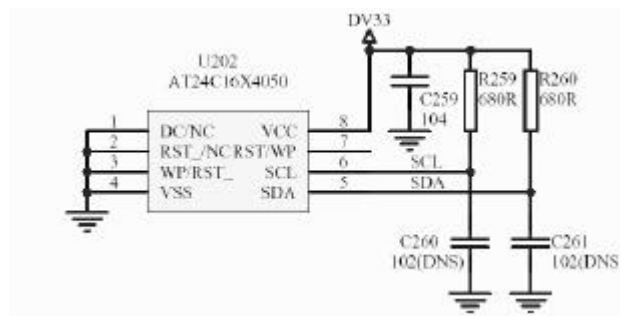 DV33
U202
AT24C16X4050
R259
680R
R260
680R
C259
104
1
DC/NC
VCC
8
2
RST_/NC
RST/WP
7
3
WP/RST_
SCL
6
SCL
4
VSS
SDA
5
SDA
C260
102(DNS)
C261
102(DNS